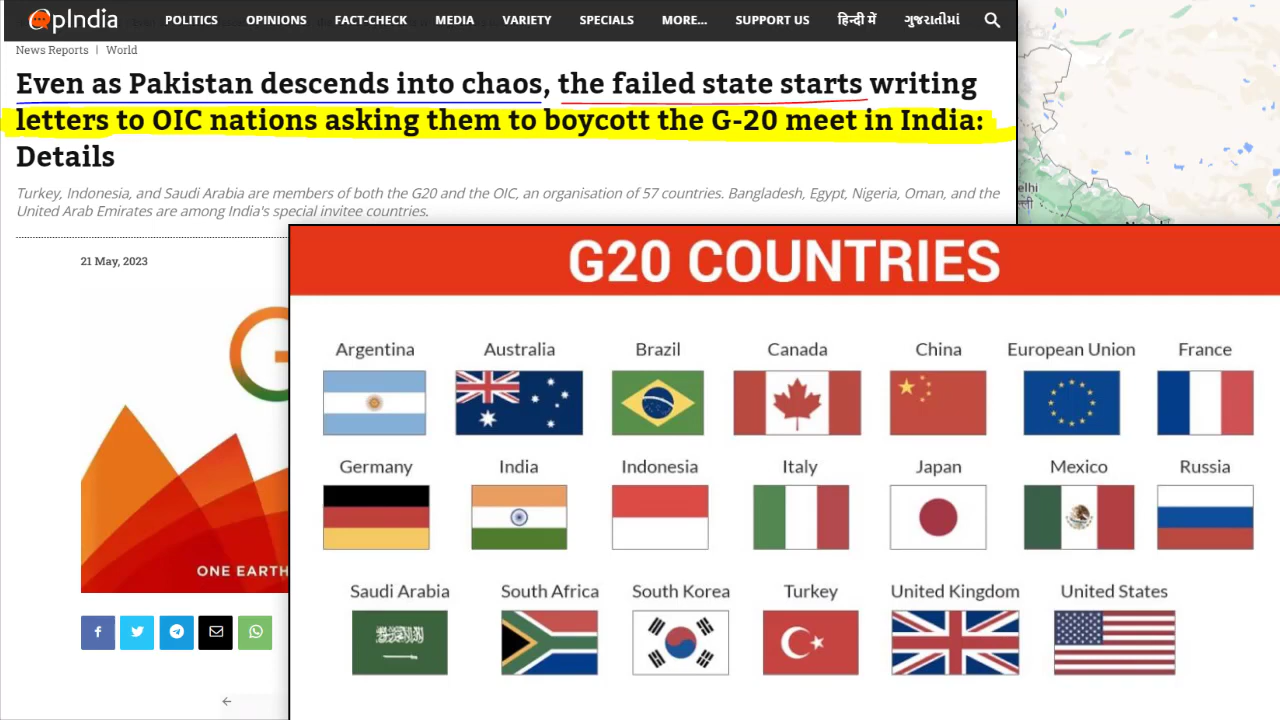 OpIndia
POLITICS OPINIONS FACT-CHECK MEDIA VARIETY SPECIALS MORE... SUPPORT US हिन्दी में ગુજરાતીમાં
News Reports | World
Even as Pakistan descends into chaos, the failed state starts writing
letters to OIC nations asking them to boycott the G-20 meet in India:
Details
Turkey, Indonesia, and Saudi Arabia are members of both the G20 and the OIC, an organisation of 57 countries. Bangladesh, Egypt, Nigeria, Oman, and the
United Arab Emirates are among India's special invitee countries.
21 May, 2023
ONE EARTH
G20 COUNTRIES
Argentina Australia Brazil Canada China European Union France
Germany India Indonesia Italy Japan Mexico Russia
Saudi Arabia South Africa South Korea Turkey United Kingdom United States